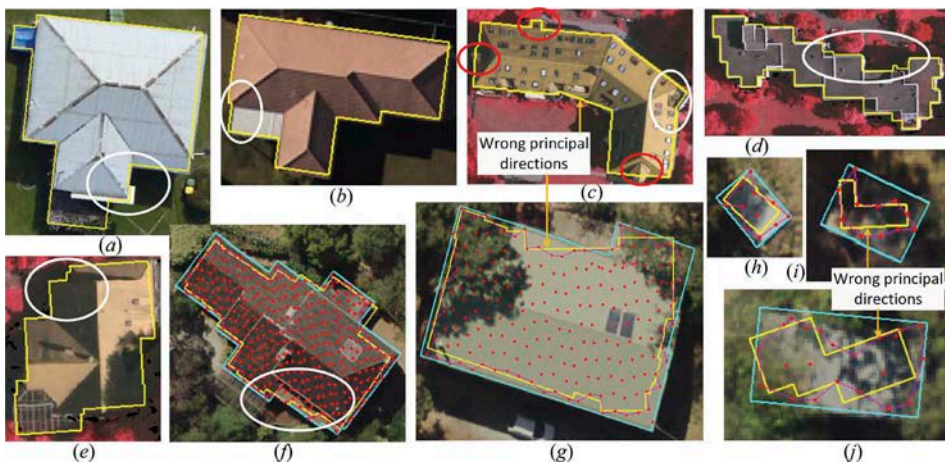 (a)
(b)
Wrong principal
directions
(c)
(d)
(h)
(i)
Wrong principal
directions
(e)
(f)
(g)
(j)